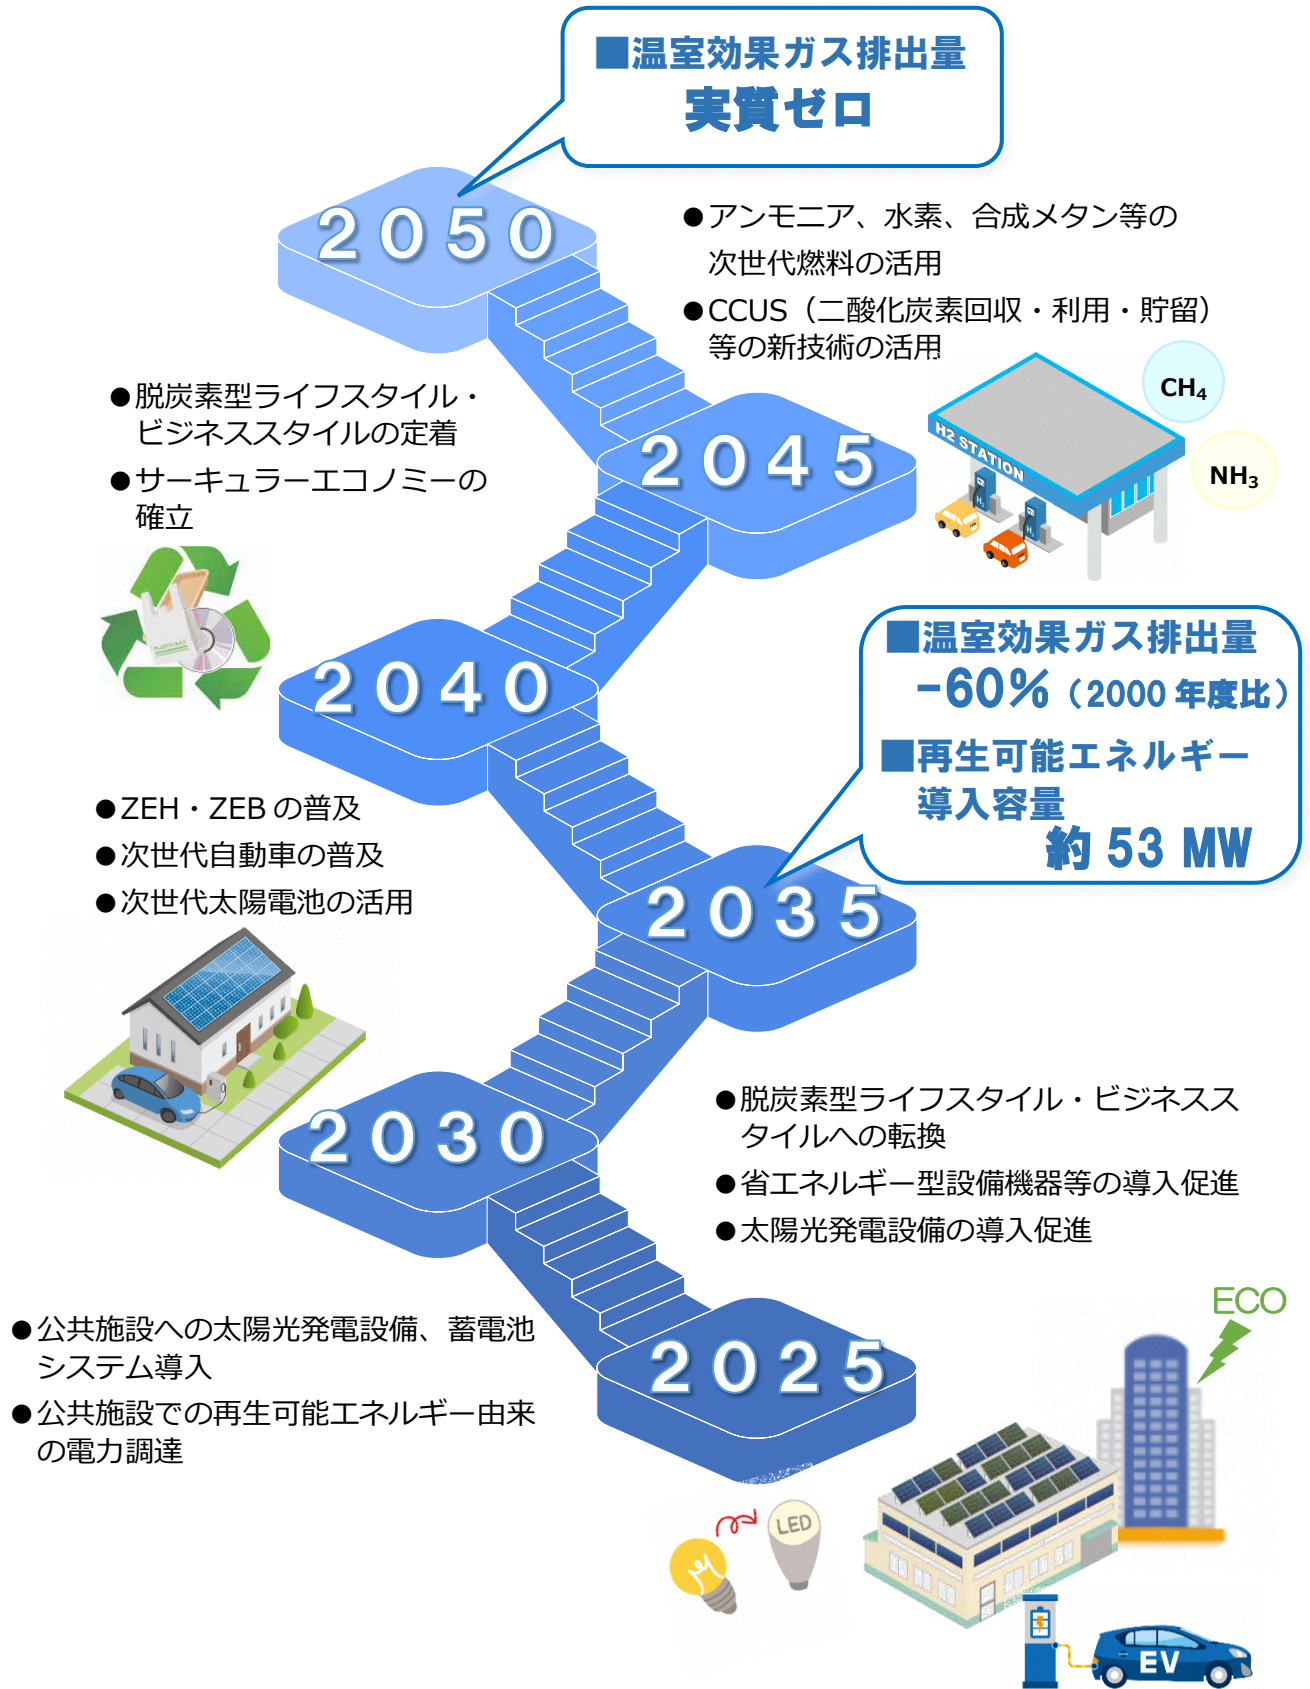 ■温室効果ガス排出量
実質ゼロ
2050
●アンモニア、水素、合成メタン等の
次世代燃料の活用
●CCUS（二酸化炭素回収・利用・貯留）
等の新技術の活用
CH₄
NH₃
H2 STATION
H₂
H₂
●脱炭素型ライフスタイル・
ビジネススタイルの定着
●サーキュラーエコノミーの
確立
PLASTIC BAG
2045
■温室効果ガス排出量
-60%（2000 年度比）
■再生可能エネルギー
導入容量
約 53 MW
2040
●ZEH・ZEB の普及
●次世代自動車の普及
●次世代太陽電池の活用
2035
●脱炭素型ライフスタイル・ビジネスス
タイルへの転換
●省エネルギー型設備機器等の導入促進
●太陽光発電設備の導入促進
2030
●公共施設への太陽光発電設備、蓄電池
システム導入
●公共施設での再生可能エネルギー由来
の電力調達
2025
ECO
LED
EV